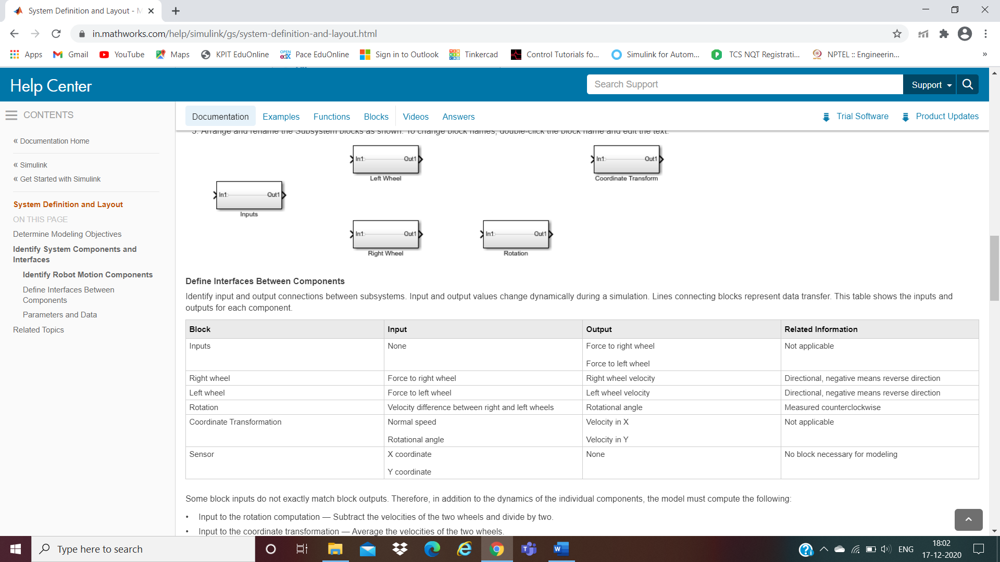 System Definition and Layout - M
in.mathworks.com/help/simulink/gs/system-definition-and-layout.html
Apps Gmail YouTube Maps KPIT EduOnline OPEN edX Pace EduOnline Sign in to Outlook Tinkercad Control Tutorials fo... Simulink for Autom... TCS NQT Registrati... NPTEL :: Engineerin... »
Help Center
Search Support
Support
CONTENTS
Documentation Examples Functions Blocks Videos Answers Trial Software Product Updates
« Documentation Home
« Simulink
« Get Started with Simulink
System Definition and Layout
ON THIS PAGE
Determine Modeling Objectives
Identify System Components and
Interfaces
Identify Robot Motion Components
Define Interfaces Between
Components
Parameters and Data
Related Topics
Arrange and rename the Subsystem blocks as shown. To change block names, double-click the block name and edit the text.
In1 Out1
Left Wheel
In1 Out1
Coordinate Transform
In1 Out1
Inputs
In1 Out1
Right Wheel
In1 Out1
Rotation
Define Interfaces Between Components
Identify input and output connections between subsystems. Input and output values change dynamically during a simulation. Lines connecting blocks represent data transfer. This table shows the inputs and
outputs for each component.
Block Input Output Related Information
Inputs None Force to right wheel Not applicable
Force to left wheel
Right wheel Force to right wheel Right wheel velocity Directional, negative means reverse direction
Left wheel Force to left wheel Left wheel velocity Directional, negative means reverse direction
Rotation Velocity difference between right and left wheels Rotational angle Measured counterclockwise
Coordinate Transformation Normal speed Velocity in X Not applicable
Rotational angle Velocity in Y
Sensor X coordinate None No block necessary for modeling
Y coordinate
Some block inputs do not exactly match block outputs. Therefore, in addition to the dynamics of the individual components, the model must compute the following:
• Input to the rotation computation — Subtract the velocities of the two wheels and divide by two.
• Input to the coordinate transformation — Average the velocities of the two wheels.
Type here to search
ENG
18:02
17-12-2020